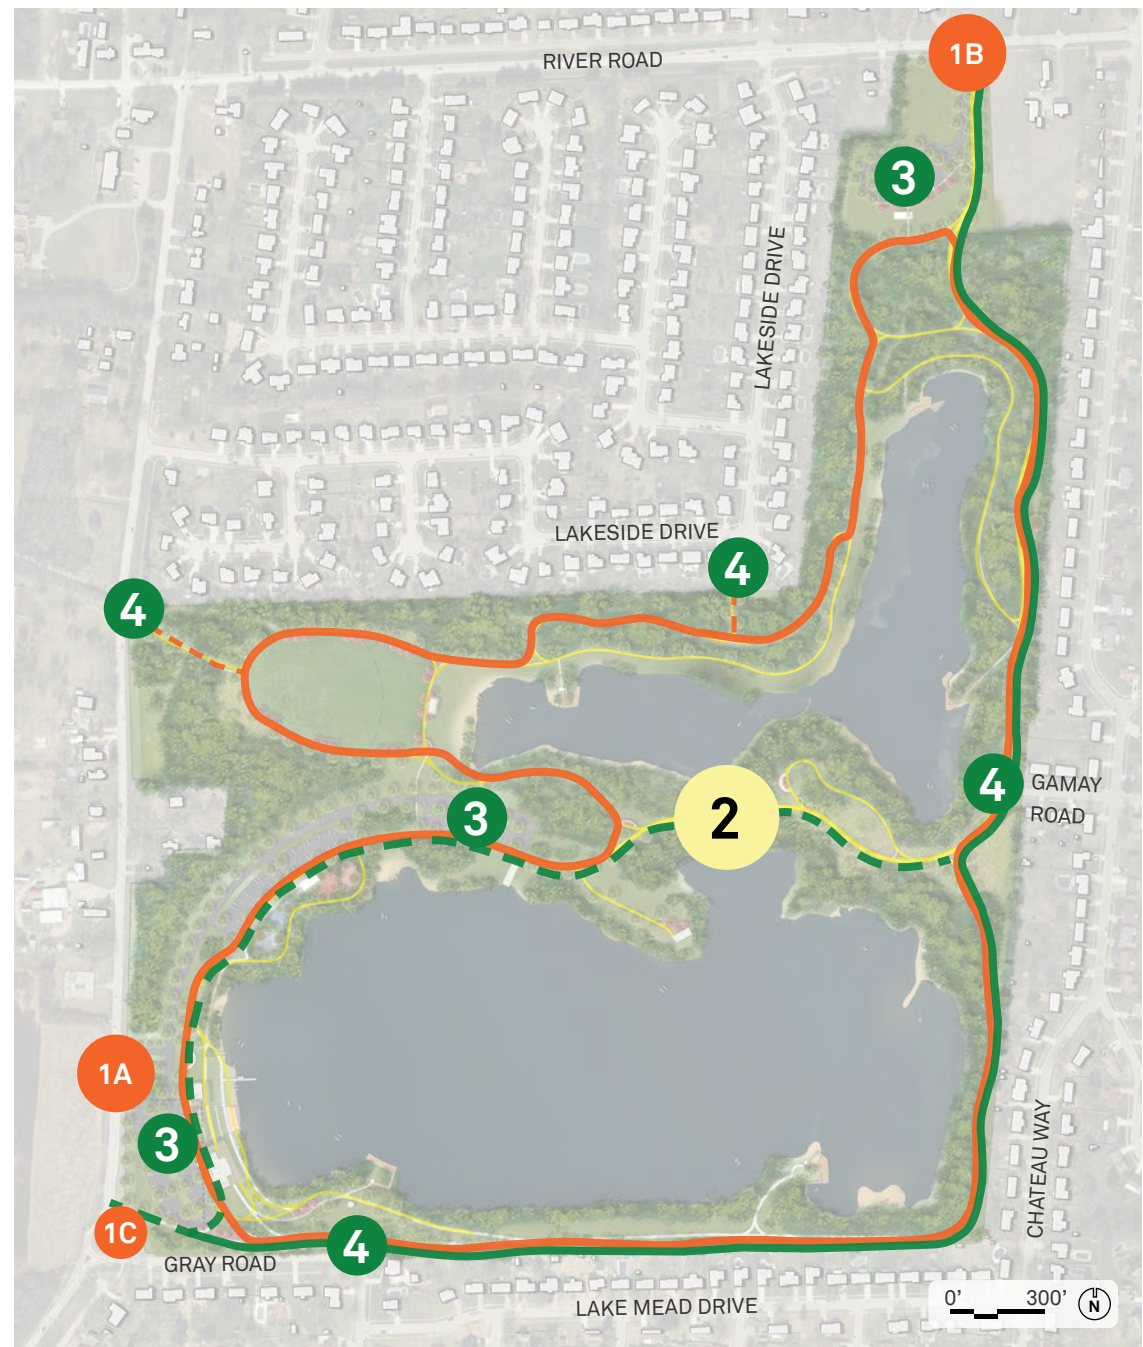 RIVER ROAD
1B
3
LAKESIDE DRIVE
LAKESIDE DRIVE
4
4
4
GAMAY
ROAD
3
2
1A
3
CHATEAU WAY
1C
4
GRAY ROAD
LAKE MEAD DRIVE
0' 300'
N